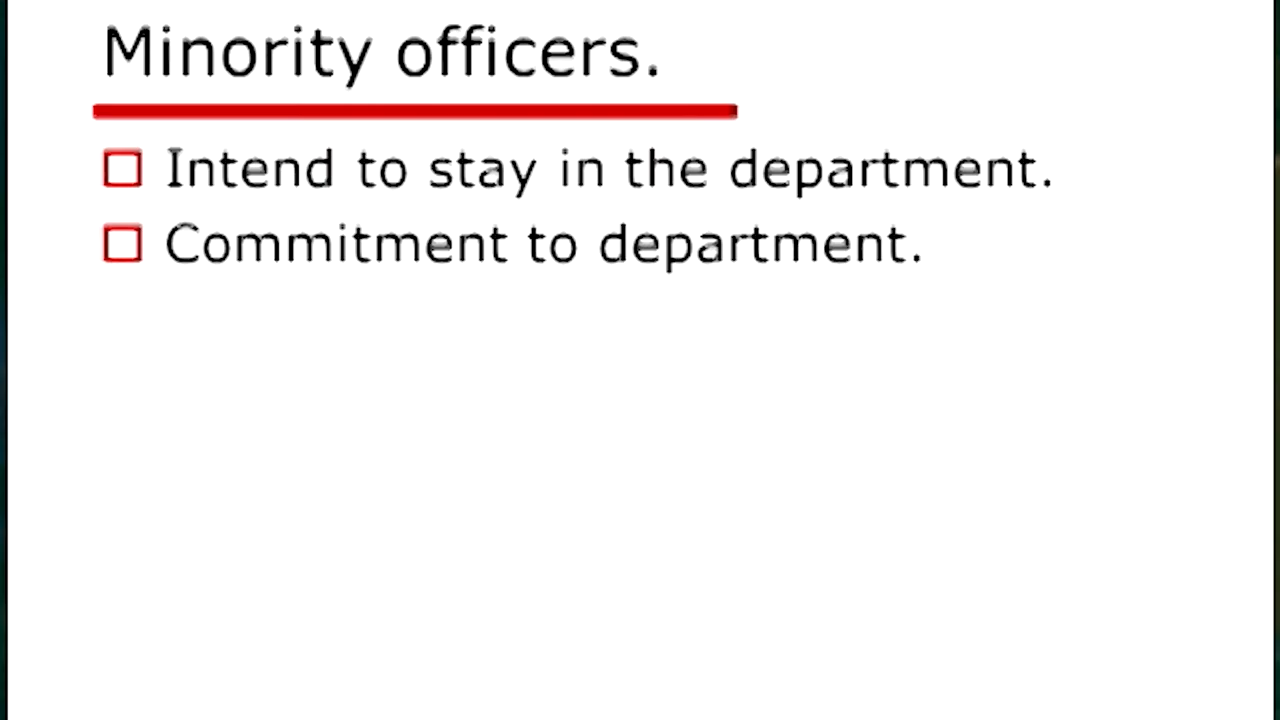 Minority officers.
Intend to stay in the department.
Commitment to department.